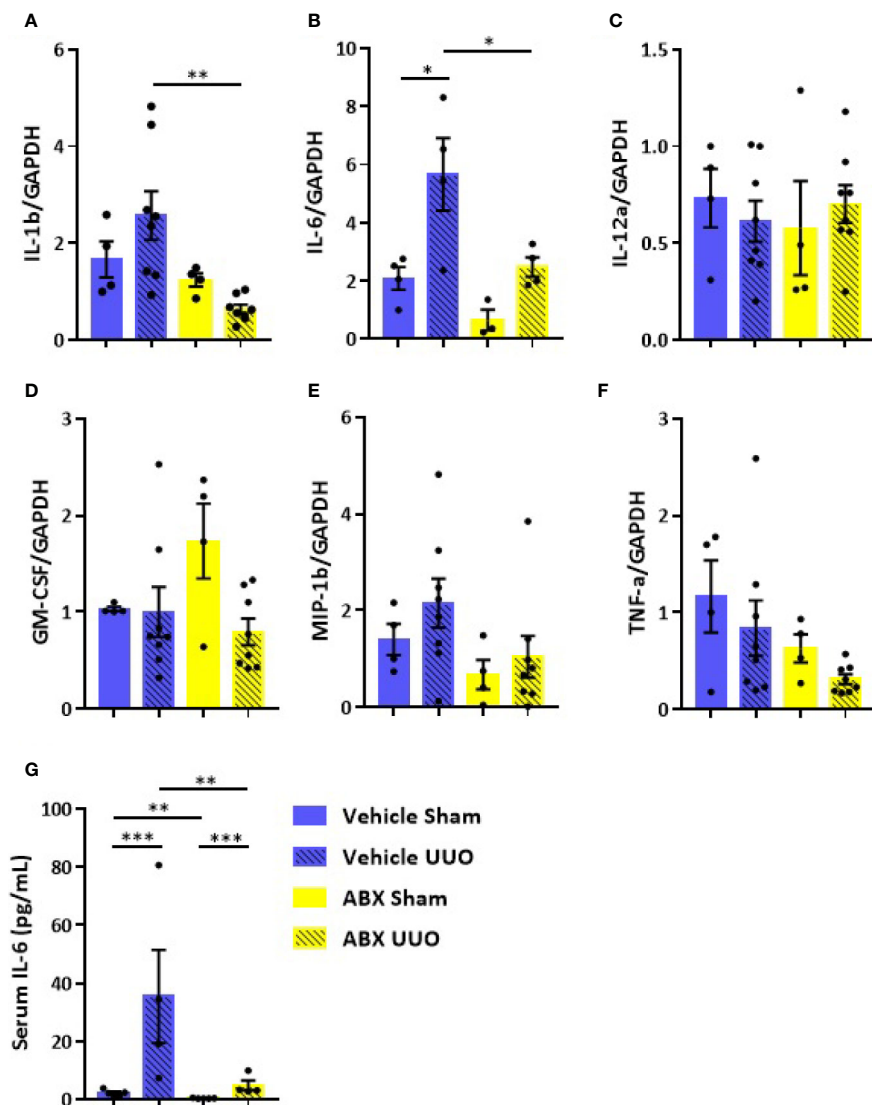 A
B
C
6
4
2
0
IL-1b/GAPDH
**
10
8
6
4
2
0
IL-6/GAPDH
*
*
1.5
1.0
0.5
0.0
IL-12a/GAPDH
D
E
F
3
2
1
0
GM-CSF/GAPDH
6
4
2
0
MIP-1b/GAPDH
3
2
1
0
TNF-a/GAPDH
G
100
80
60
40
20
0
Serum IL-6 (pg/mL)
**
**
***
***
Vehicle Sham
Vehicle UUO
ABX Sham
ABX UUO